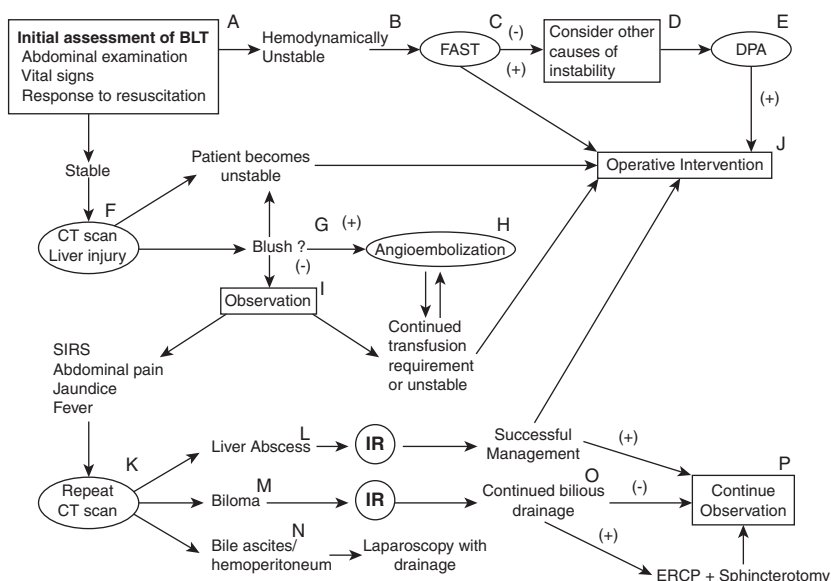 Initial assessment of BLT
Abdominal examination
Vital signs
Response to resuscitation
A
Hemodynamically
Unstable
B
FAST
C
(-)
(+)
Consider other
causes of
instability
D
E
DPA
(+)
J
Operative Intervention
Stable
Patient becomes
unstable
F
CT scan
Liver injury
Blush ?
G
(+)
(-)
H
Angioembolization
I
Observation
Continued
transfusion
requirement
or unstable
SIRS
Abdominal pain
Jaundice
Fever
K
Repeat
CT scan
L
Liver Abscess
IR
Successful
Management
(+)
M
Biloma
IR
O
Continued bilious
drainage
(-)
(+)
P
Continue
Observation
N
Bile ascites/
hemoperitoneum
Laparoscopy with
drainage
ERCP + Sphincterotomy